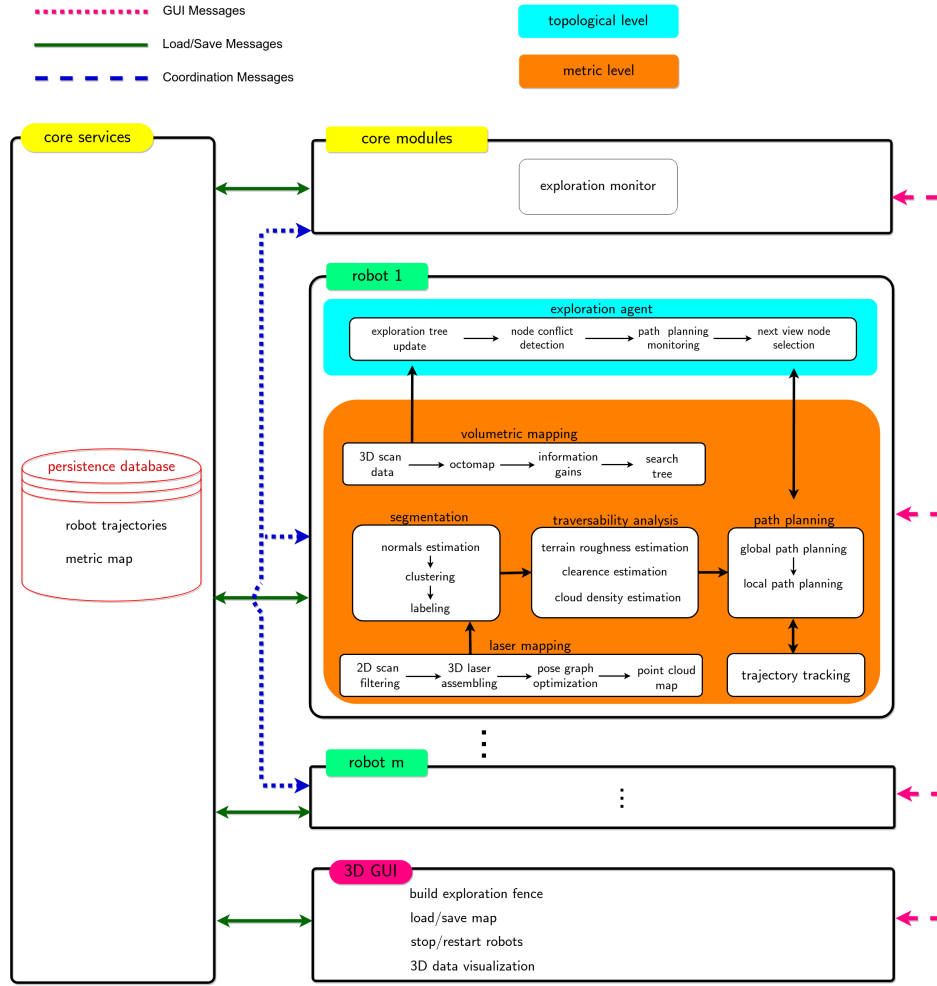 GUI Messages
Load/Save Messages
Coordination Messages
topological level
metric level
core services
persistence database
robot trajectories
metric map
core modules
exploration monitor
robot 1
exploration agent
exploration tree
update
node conflict
detection
path planning
monitoring
next view node
selection
volumetric mapping
3D scan
data
octomap
information
gains
search
tree
segmentation
normals estimation
clustering
labeling
traversability analysis
terrain roughness estimation
clearence estimation
cloud density estimation
path planning
global path planning
local path planning
laser mapping
2D scan
filtering
3D laser
assembling
pose graph
optimization
point cloud
map
trajectory tracking
robot m
3D GUI
build exploration fence
load/save map
stop/restart robots
3D data visualization